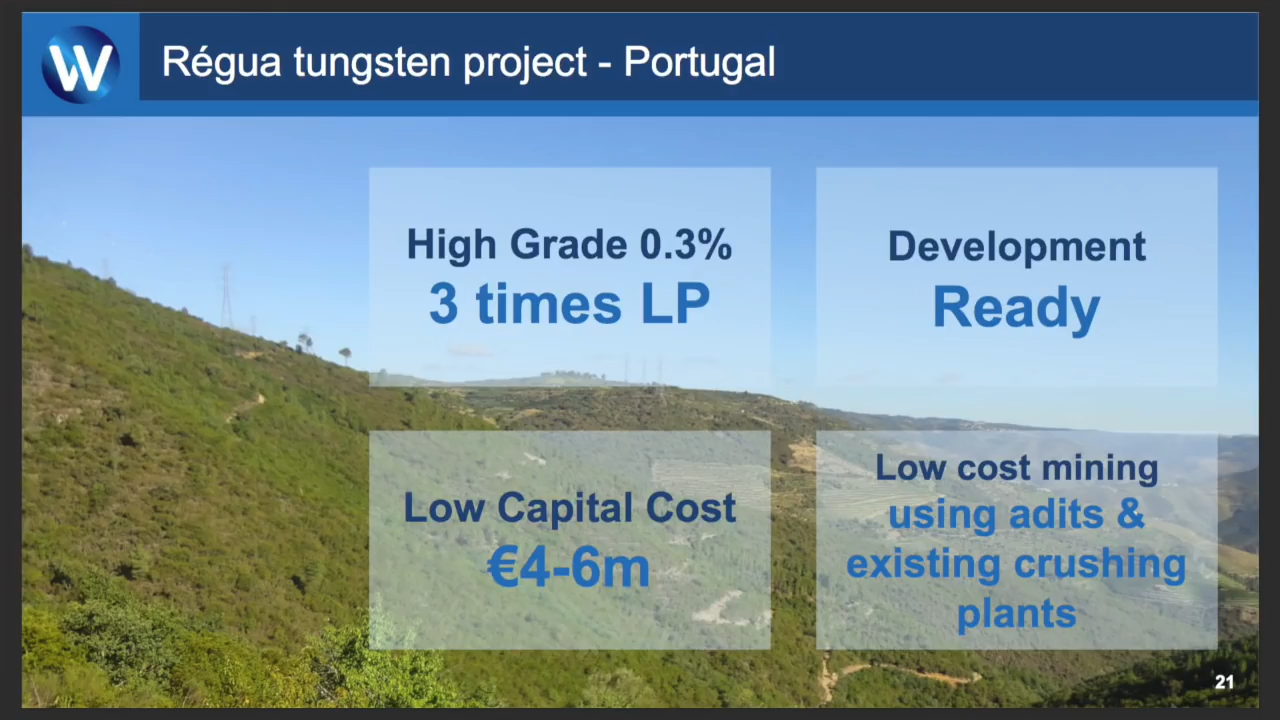 W
Régua tungsten project - Portugal
High Grade 0.3%
3 times LP
Development
Ready
Low Capital Cost
€4-6m
Low cost mining
using adits &
existing crushing
plants
21